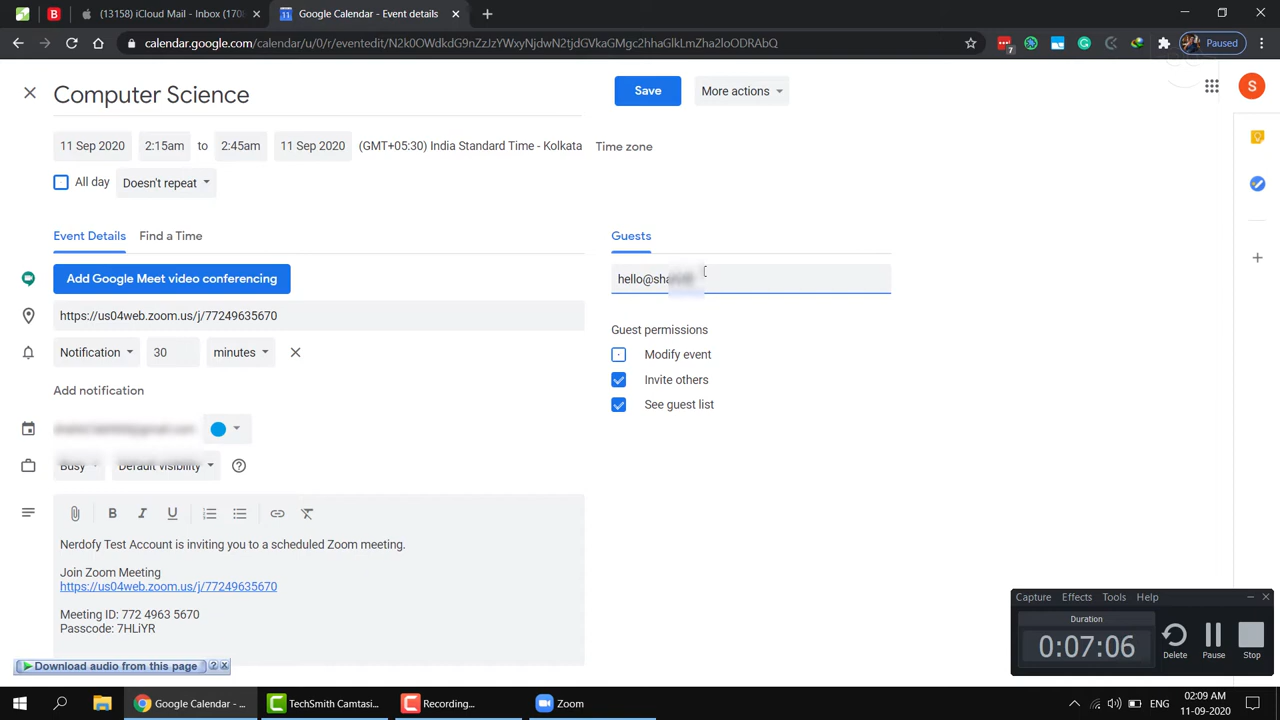 (13158) iCloud Mail - Inbox (170
Google Calendar - Event details
calendar.google.com/calendar/u/0/r/eventedit/N2k0OWdkdG9nZzJzYWxyNjdwN2tjdGVkaGMgc2hhaGlkLmZha2loODRAbQ
7
Paused
Computer Science
Save
More actions
S
11 Sep 2020
2:15am
to
2:45am
11 Sep 2020
(GMT+05:30) India Standard Time - Kolkata
Time zone
All day
Doesn't repeat
Event Details
Find a Time
Guests
Add Google Meet video conferencing
hello@sha
https://us04web.zoom.us/j/77249635670
Guest permissions
Notification
30
minutes
Modify event
Invite others
Add notification
See guest list
Busy
Default visibility
Nerdofy Test Account is inviting you to a scheduled Zoom meeting.
Join Zoom Meeting
https://us04web.zoom.us/j/77249635670
Meeting ID: 772 4963 5670
Passcode: 7HLiYR
Capture
Effects
Tools
Help
Duration
0:07:06
Delete
Pause
Stop
Download audio from this page
Google Calendar - ...
TechSmith Camtasi...
Recording...
Zoom
ENG
02:09 AM
11-09-2020